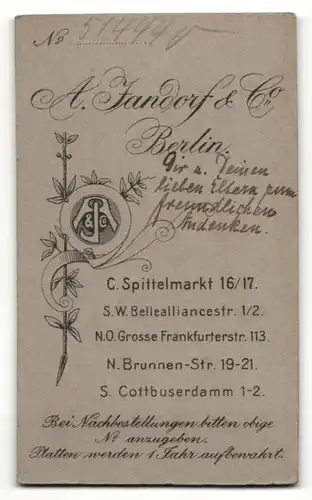 No 51444
A. Jandorf & Co
Berlin.
Dir u. Deinen
lieben Eltern zum
freundlichen
Andenken.
A J & Co
C. Spittelmarkt 16/17.
S.W. Bellealliancestr. 1/2.
N.O. Grosse Frankfurterstr. 113.
N. Brunnen-Str. 19-21.
S. Cottbuserdamm 1-2.
Bei Nachbestellungen bitten obige
No anzugeben.
Platten werden 1 Jahr aufbewahrt.